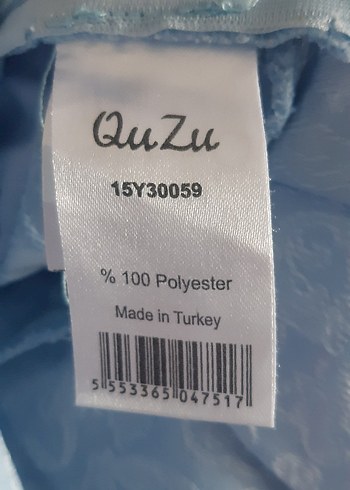 QuZu
15Y30059
% 100 Polyester
Made in Turkey
5 553365 047517